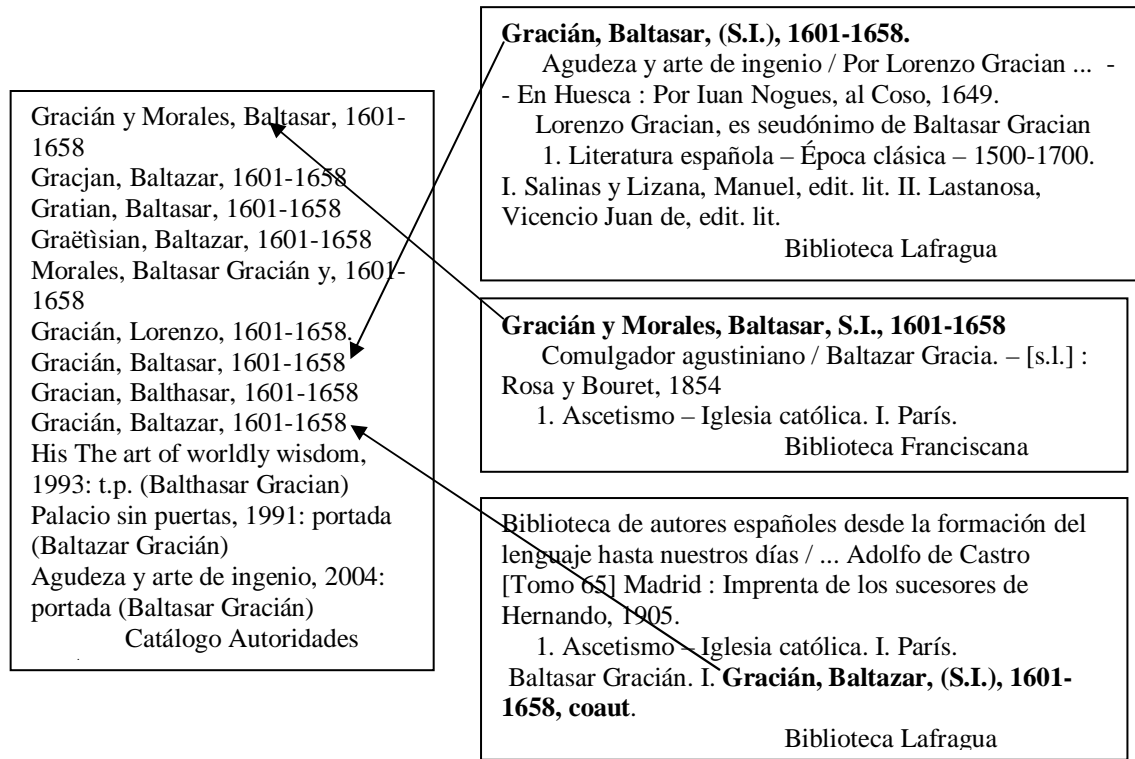 Gracián y Morales, Baltasar, 1601-
1658
Gracjan, Baltazar, 1601-1658
Gratian, Baltasar, 1601-1658
Graëtìsian, Baltazar, 1601-1658
Morales, Baltasar Gracián y, 1601-
1658
Gracián, Lorenzo, 1601-1658.
Gracián, Baltasar, 1601-1658
Gracian, Balthasar, 1601-1658
Gracián, Baltazar, 1601-1658
His The art of worldly wisdom,
1993: t.p. (Balthasar Gracian)
Palacio sin puertas, 1991: portada
(Baltazar Gracián)
Agudeza y arte de ingenio, 2004:
portada (Baltasar Gracián)
Catálogo Autoridades
Gracián, Baltasar, (S.I.), 1601-1658.
Agudeza y arte de ingenio / Por Lorenzo Gracian ... -
- En Huesca : Por Iuan Nogues, al Coso, 1649.
Lorenzo Gracian, es seudónimo de Baltasar Gracian
1. Literatura española – Época clásica – 1500-1700.
I. Salinas y Lizana, Manuel, edit. lit. II. Lastanosa,
Vicencio Juan de, edit. lit.
Biblioteca Lafragua
Gracián y Morales, Baltasar, S.I., 1601-1658
Comulgador agustiniano / Baltazar Gracia. – [s.l.] :
Rosa y Bouret, 1854
1. Ascetismo – Iglesia católica. I. París.
Biblioteca Franciscana
Biblioteca de autores españoles desde la formación del
lenguaje hasta nuestros días / ... Adolfo de Castro
[Tomo 65] Madrid : Imprenta de los sucesores de
Hernando, 1905.
1. Ascetismo – Iglesia católica. I. París.
Baltasar Gracián. I. Gracián, Baltazar, (S.I.), 1601-
1658, coaut.
Biblioteca Lafragua